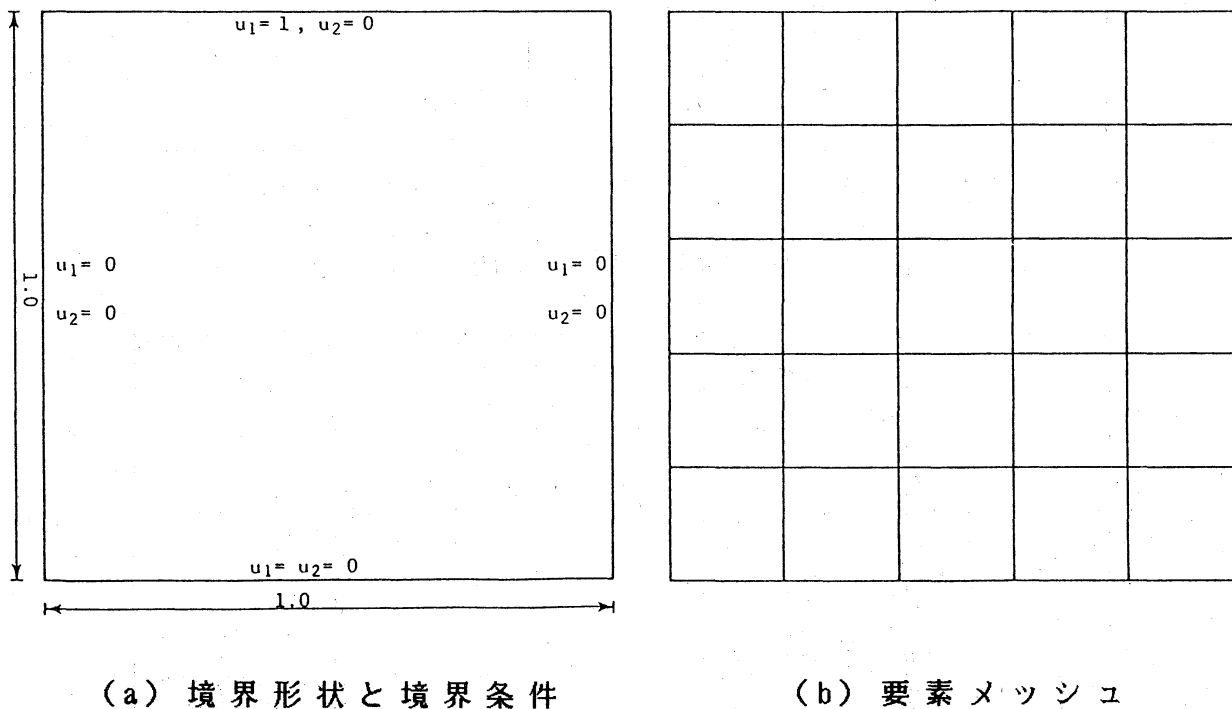 u₁= 1 , u₂= 0
u₁= 0
u₂= 0
u₁= 0
u₂= 0
1.0
u₁= u₂= 0
1.0
(a) 境界形状と境界条件
(b) 要素メッシュ